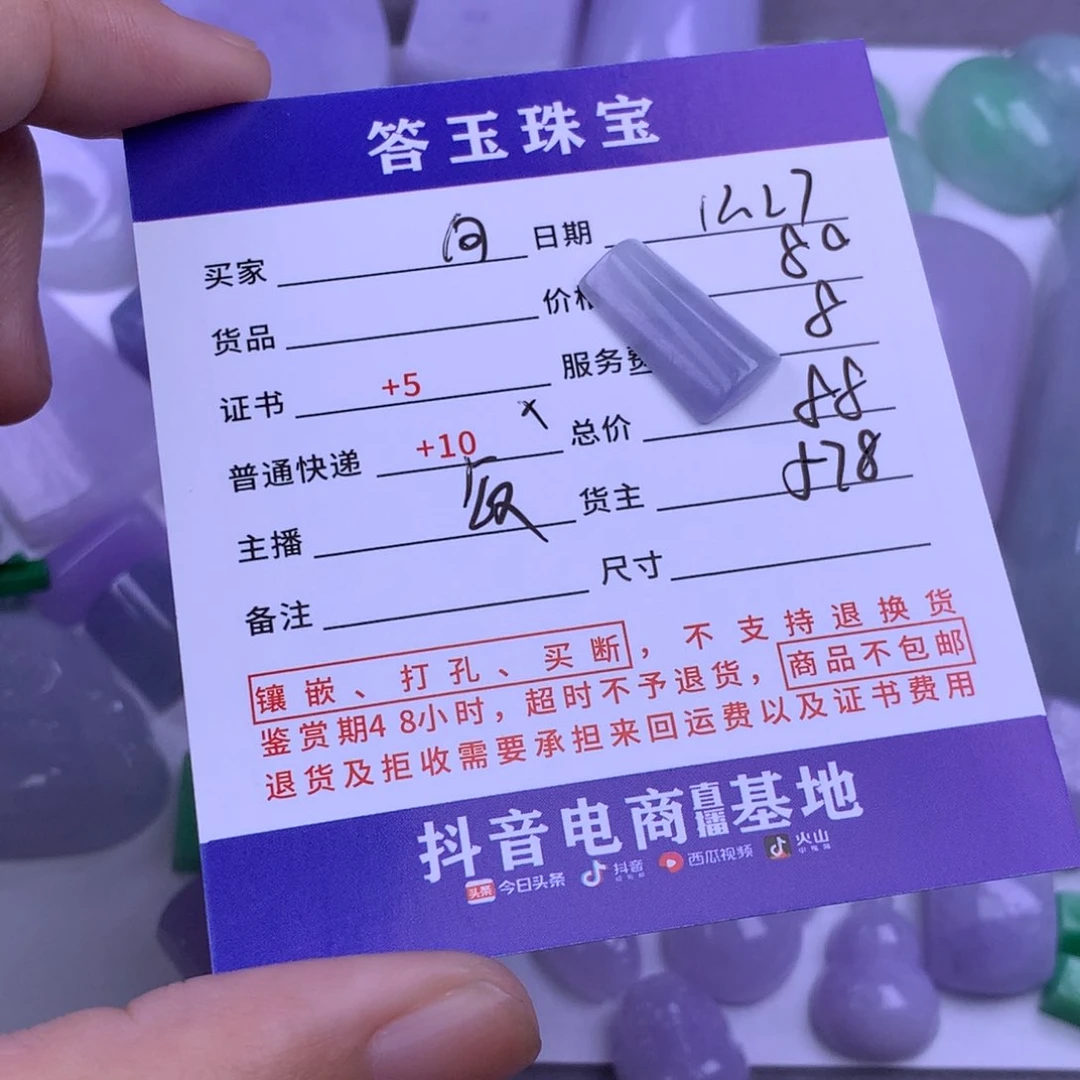 答玉珠宝
买家 日期 1227
货品 价格 80
证书 +5 服务费 8
普通快递 +10 x 总价 88
主播 货主 578
备注 尺寸
镶嵌、打孔、买断，不支持退换货
鉴赏期48小时，超时不予退货，商品不包邮
退货及拒收需要承担来回运费以及证书费用
抖音电商直播基地
头条 今日头条 抖音 西瓜视频 火山